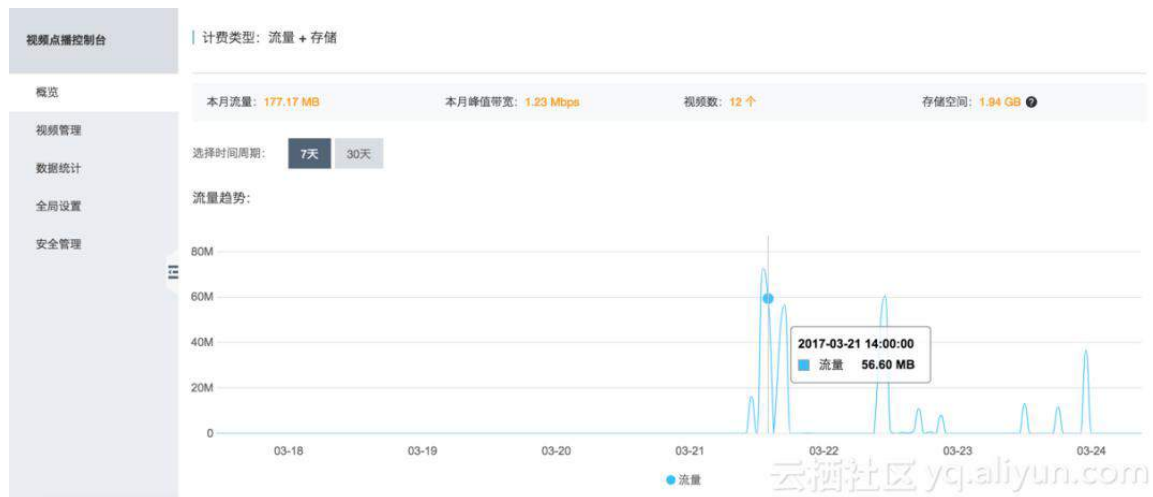 视频点播控制台
计费类型：流量 + 存储
概览
视频管理
数据统计
全局设置
安全管理
本月流量：177.17 MB 本月峰值带宽：1.23 Mbps 视频数：12 个 存储空间：1.94 GB ?
选择时间周期： 7天 30天
流量趋势：
80M
60M
40M
20M
0
2017-03-21 14:00:00
流量 56.60 MB
03-18 03-19 03-20 03-21 03-22 03-23 03-24
流量
云栖社区 yq.aliyun.com